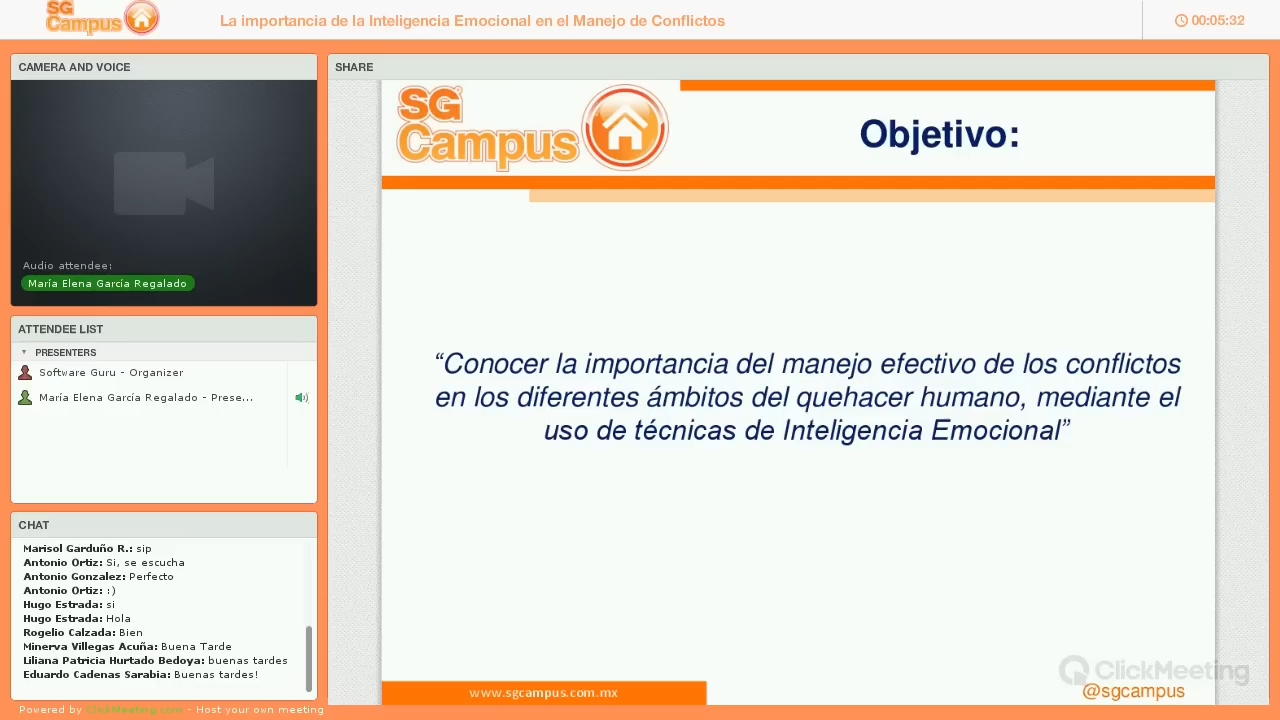 SG Campus
La importancia de la Inteligencia Emocional en el Manejo de Conflictos
00:05:32
CAMERA AND VOICE
Audio attendee:
María Elena García Regalado
ATTENDEE LIST
PRESENTERS
Software Guru - Organizer
María Elena García Regalado - Prese...
CHAT
Marisol Garduño R.: sip
Antonio Ortiz: Si, se escucha
Antonio Gonzalez: Perfecto
Antonio Ortiz: :)
Hugo Estrada: si
Hugo Estrada: Hola
Rogelio Calzada: Bien
Minerva Villegas Acuña: Buena Tarde
Liliana Patricia Hurtado Bedoya: buenas tardes
Eduardo Cadenas Sarabia: Buenas tardes!
Powered by ClickMeeting.com - Host your own meeting
SHARE
SG
Campus
Objetivo:
“Conocer la importancia del manejo efectivo de los conflictos
en los diferentes ámbitos del quehacer humano, mediante el
uso de técnicas de Inteligencia Emocional”
www.sgcampus.com.mx
ClickMeeting
@sgcampus